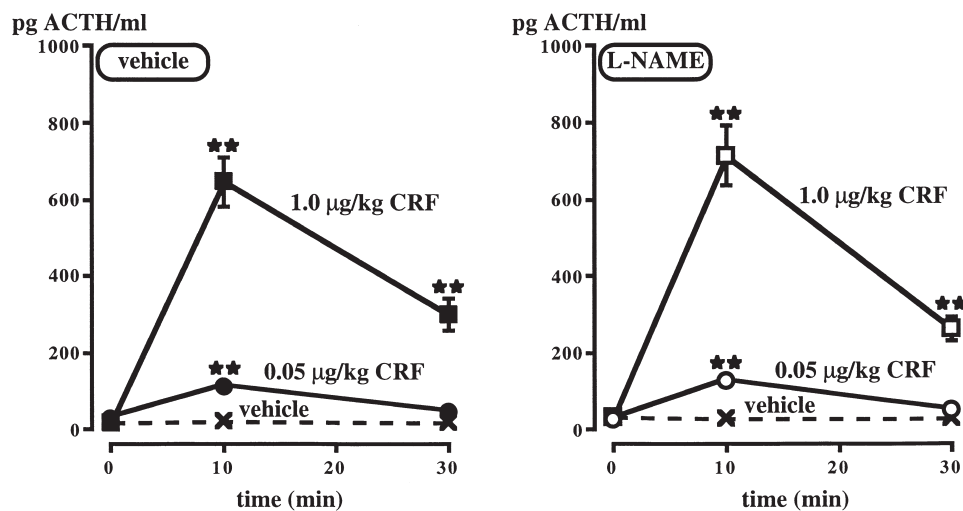 pg ACTH/ml
vehicle
1000
800
600
400
200
0
★★
1.0 µg/kg CRF
★★
★★
0.05 µg/kg CRF
vehicle
0 10 20 30
time (min)
pg ACTH/ml
L-NAME
1000
800
600
400
200
0
★★
1.0 µg/kg CRF
★★
★★
0.05 µg/kg CRF
vehicle
0 10 20 30
time (min)